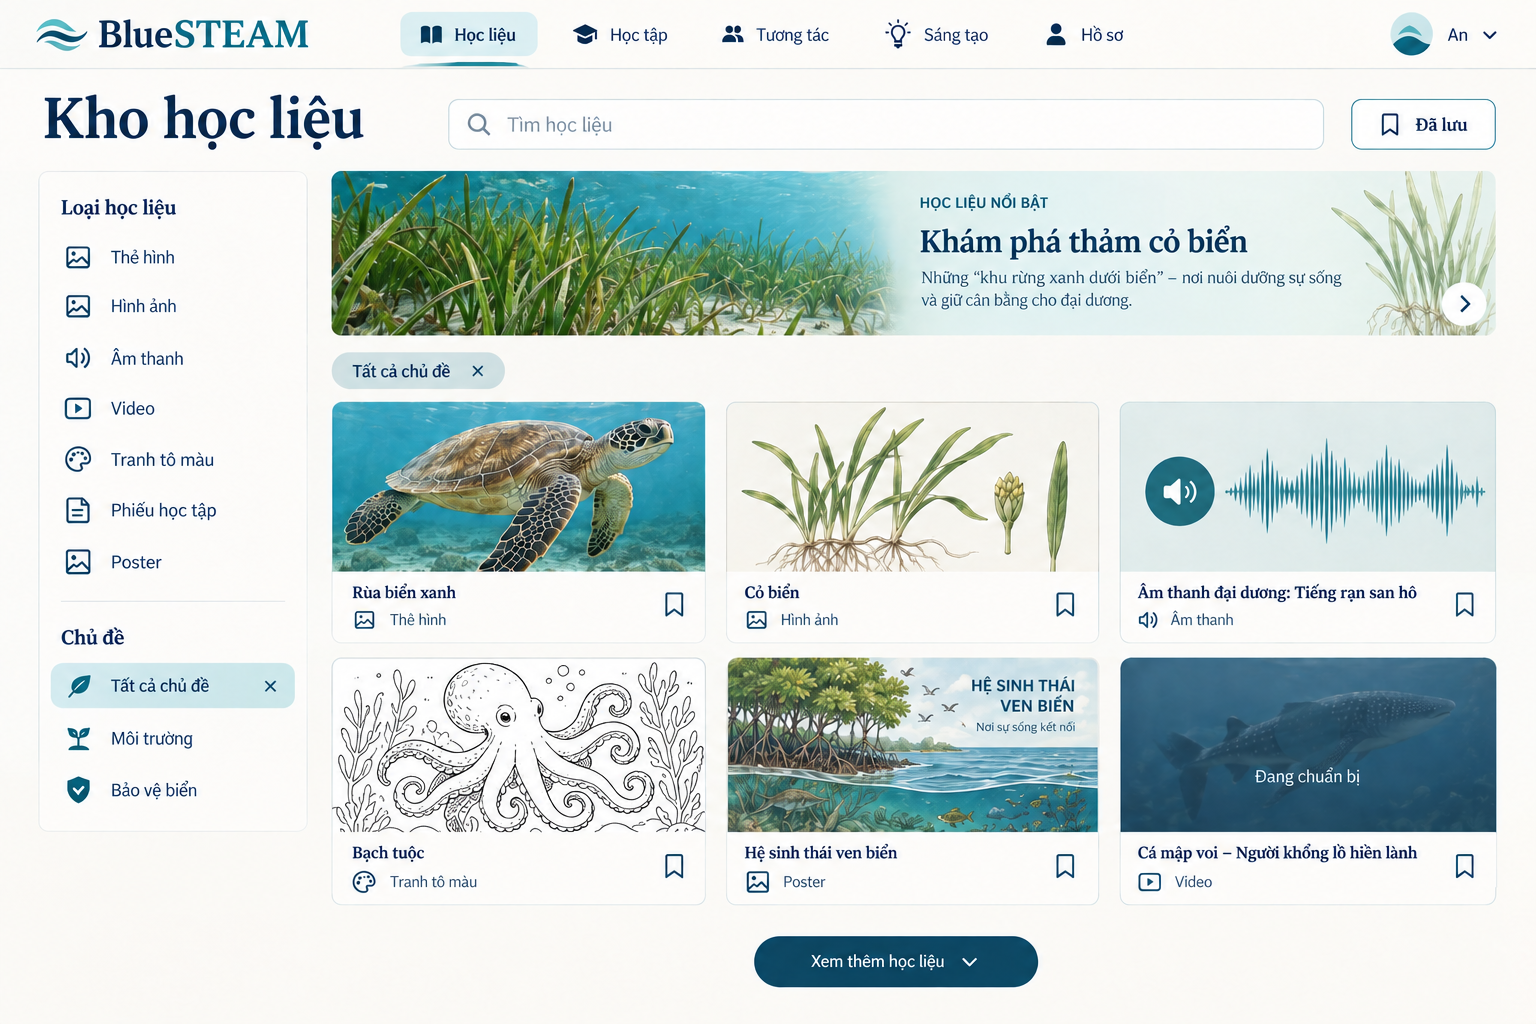 BlueSTEAM
Học liệu
Học tập
Tương tác
Sáng tạo
Hồ sơ
An
Kho học liệu
Tìm học liệu
Đã lưu
Loại học liệu
Thẻ hình
Hình ảnh
Âm thanh
Video
Tranh tô màu
Phiếu học tập
Poster
Chủ đề
Tất cả chủ đề
Môi trường
Bảo vệ biển
HỌC LIỆU NỔI BẬT
Khám phá thảm cỏ biển
Những “khu rừng xanh dưới biển” – nơi nuôi dưỡng sự sống
và giữ cân bằng cho đại dương.
Tất cả chủ đề
Rùa biển xanh
Thẻ hình
Cỏ biển
Hình ảnh
Âm thanh đại dương: Tiếng rạn san hô
Âm thanh
Bạch tuộc
Tranh tô màu
HỆ SINH THÁI
VEN BIỂN
Nơi sự sống kết nối
Hệ sinh thái ven biển
Poster
Đang chuẩn bị
Cá mập voi – Người khổng lồ hiền lành
Video
Xem thêm học liệu